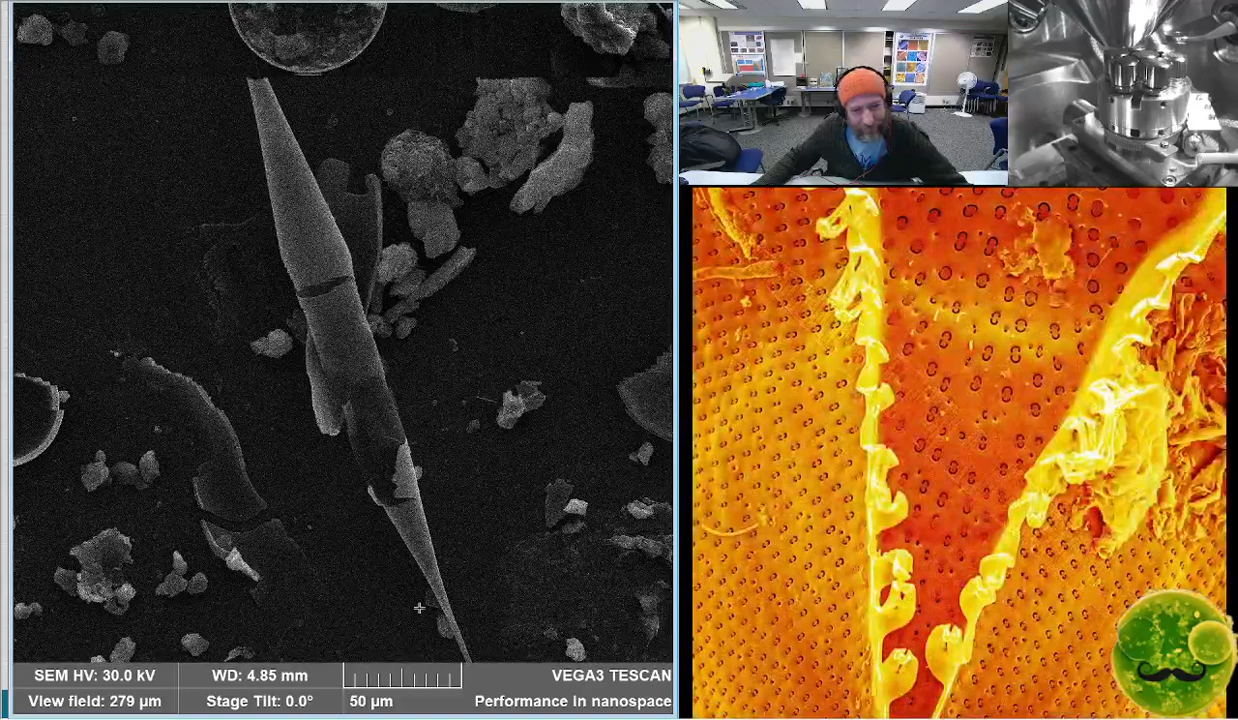 SEM HV: 30.0 kV
WD: 4.85 mm
VEGA3 TESCAN
View field: 279 µm
Stage Tilt: 0.0°
50 µm
Performance in nanospace